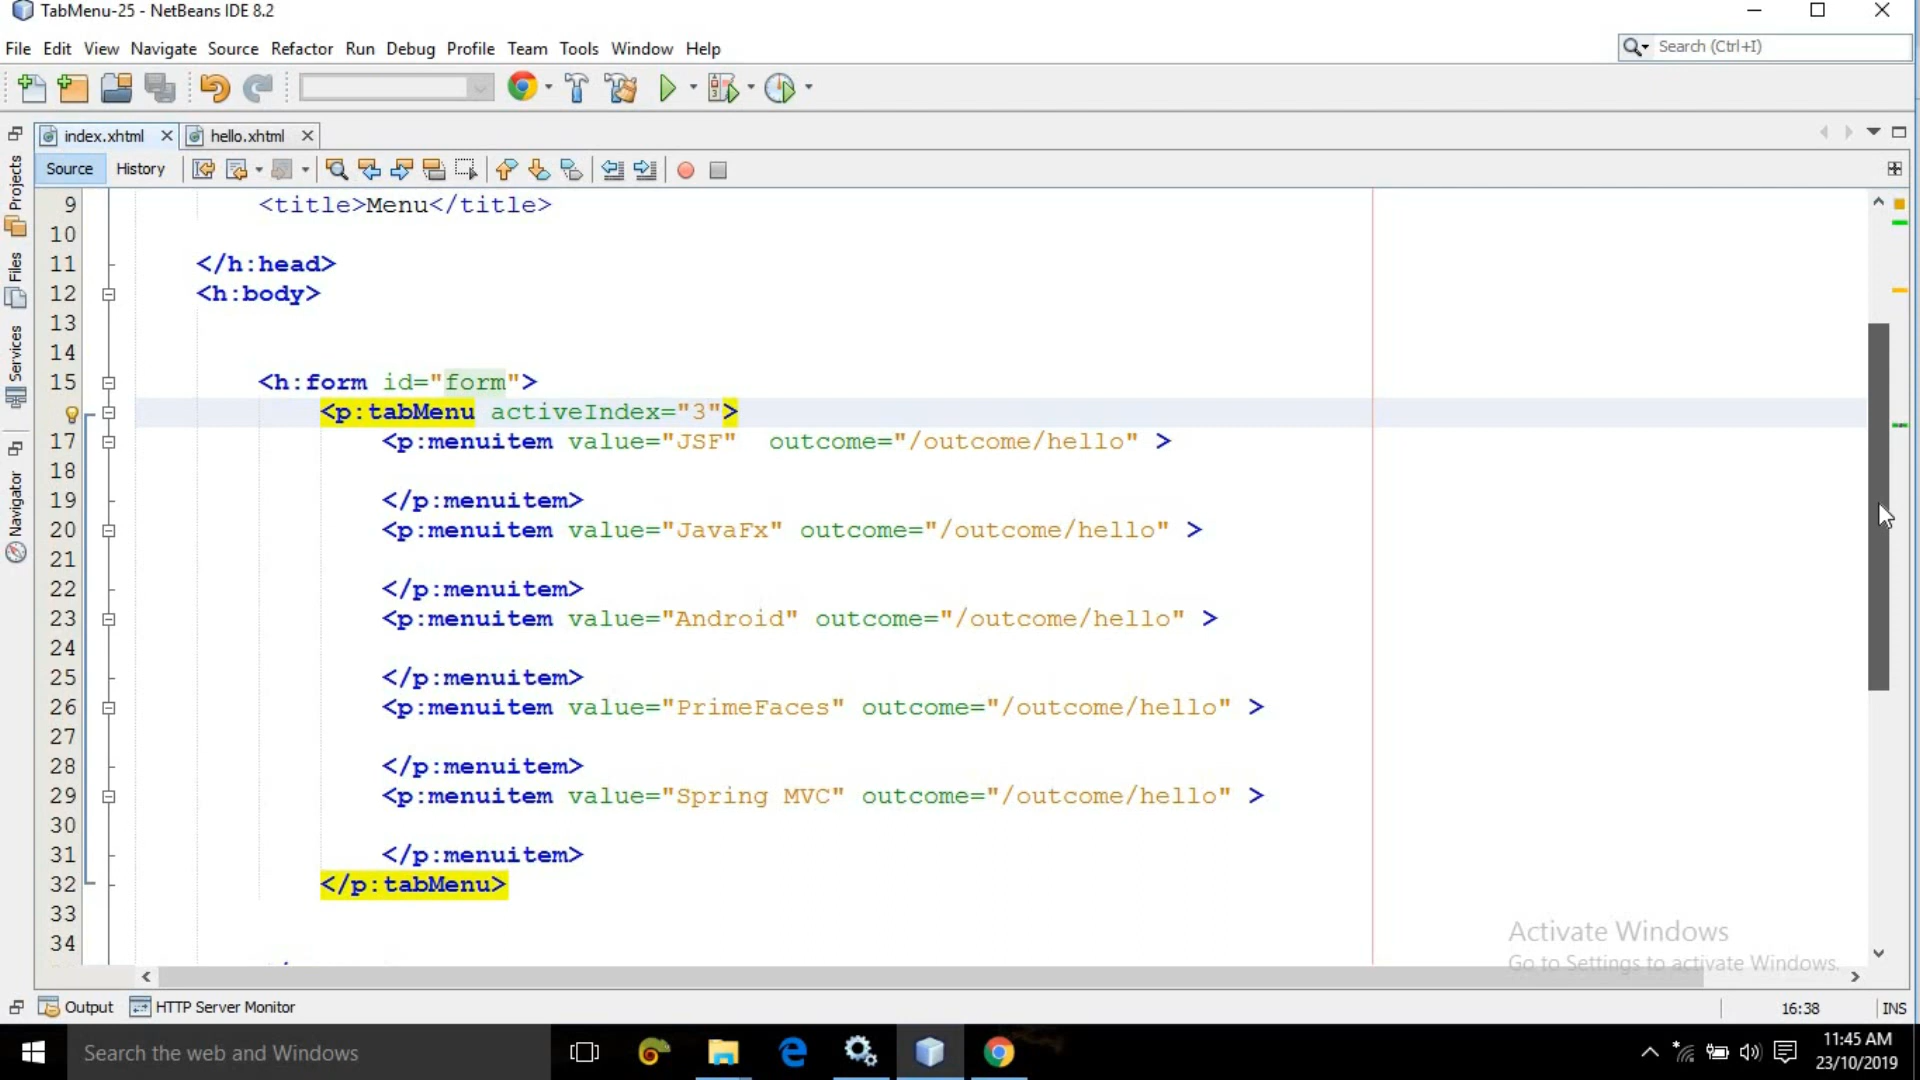 TabMenu-25 - NetBeans IDE 8.2
File Edit View Navigate Source Refactor Run Debug Profile Team Tools Window Help
Search (Ctrl+I)
index.xhtml hello.xhtml
Source History
Projects
Files
Services
Navigator
9 <title>Menu</title>
10
11 </h:head>
12 <h:body>
13
14
15 <h:form id="form">
<p:tabMenu activeIndex="3">
17 <p:menuitem value="JSF"  outcome="/outcome/hello" >
18
19 </p:menuitem>
20 <p:menuitem value="JavaFx" outcome="/outcome/hello" >
21
22 </p:menuitem>
23 <p:menuitem value="Android" outcome="/outcome/hello" >
24
25 </p:menuitem>
26 <p:menuitem value="PrimeFaces" outcome="/outcome/hello" >
27
28 </p:menuitem>
29 <p:menuitem value="Spring MVC" outcome="/outcome/hello" >
30
31 </p:menuitem>
32 </p:tabMenu>
33
34
Activate Windows
Go to Settings to activate Windows.
Output HTTP Server Monitor
16:38 INS
Search the web and Windows
11:45 AM
23/10/2019